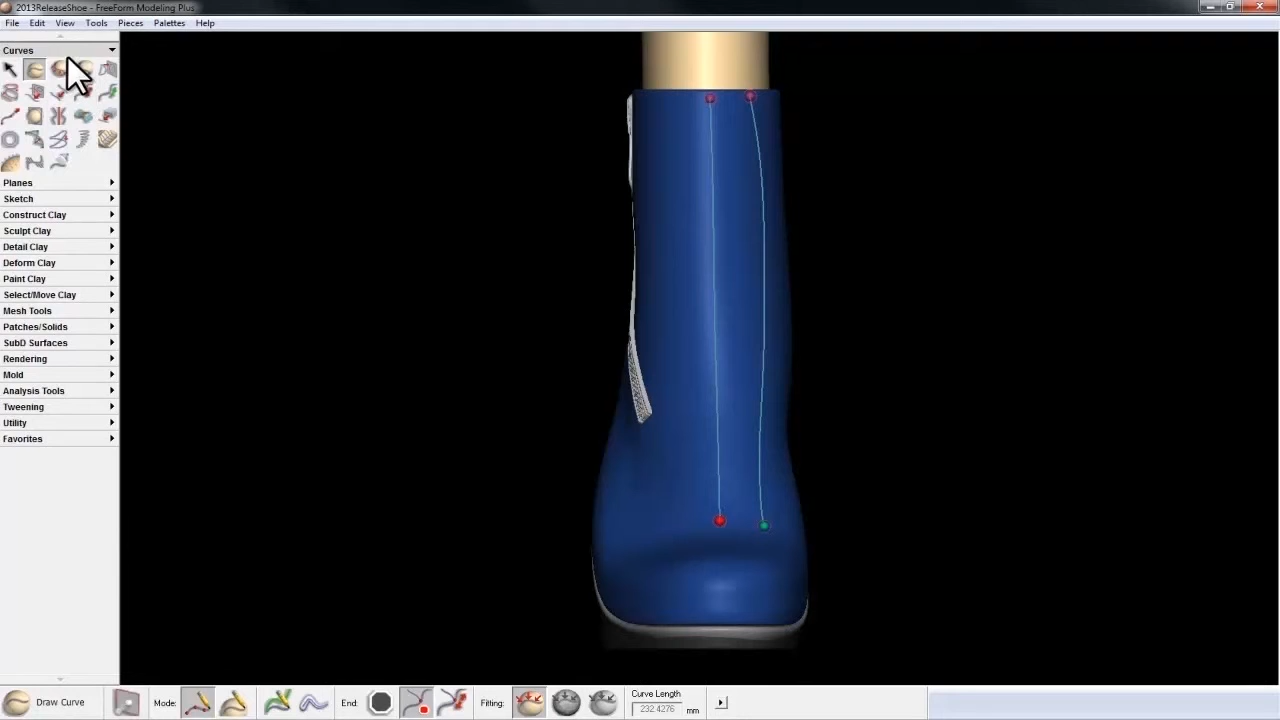 2013ReleaseShoe - FreeForm Modeling Plus
File Edit View Tools Pieces Palettes Help
Curves
Planes
Sketch
Construct Clay
Sculpt Clay
Detail Clay
Deform Clay
Paint Clay
Select/Move Clay
Mesh Tools
Patches/Solids
SubD Surfaces
Rendering
Mold
Analysis Tools
Tweening
Utility
Favorites
Draw Curve Mode: End: Fitting: Curve Length
232.4276 mm